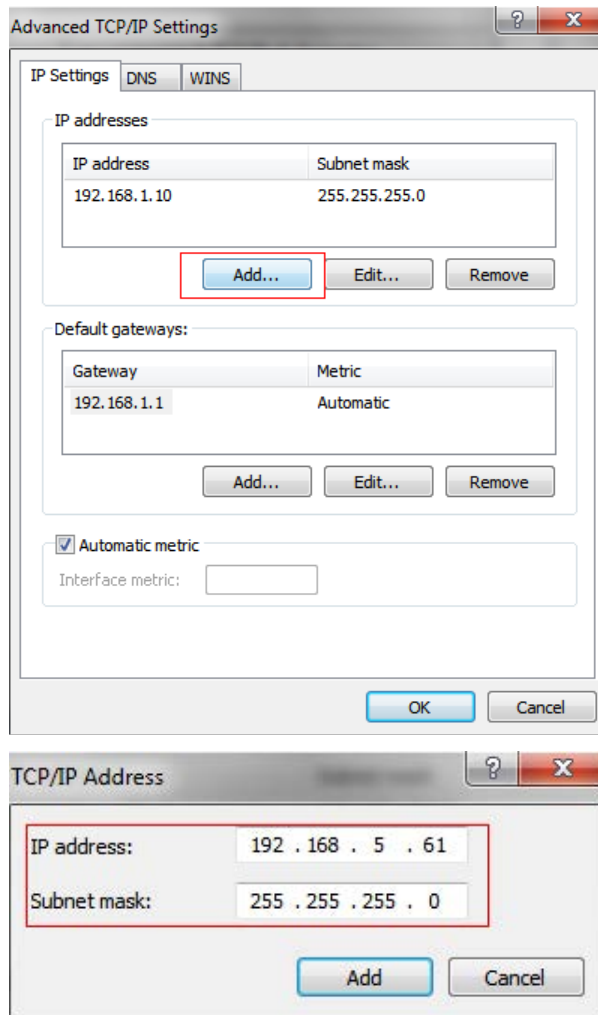 Advanced TCP/IP Settings
IP Settings DNS WINS
IP addresses
IP address Subnet mask
192.168.1.10 255.255.255.0
Add... Edit... Remove
Default gateways:
Gateway Metric
192.168.1.1 Automatic
Add... Edit... Remove
Automatic metric
Interface metric:
OK Cancel
TCP/IP Address
IP address: 192 . 168 . 5 . 61
Subnet mask: 255 . 255 . 255 . 0
Add Cancel